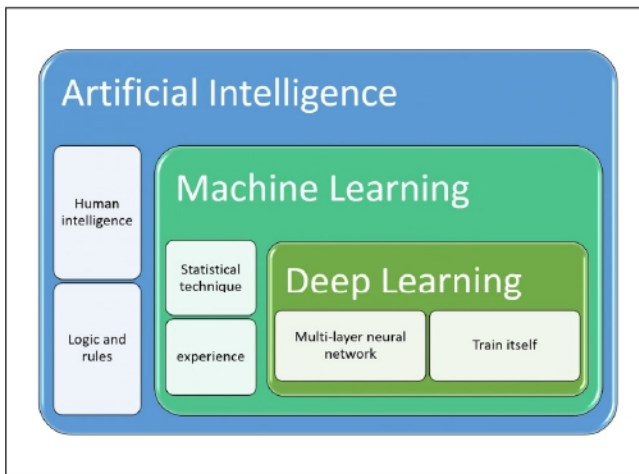 Artificial Intelligence
Human
intelligence
Logic and
rules
Machine Learning
Statistical
technique
experience
Deep Learning
Multi-layer neural
network
Train itself